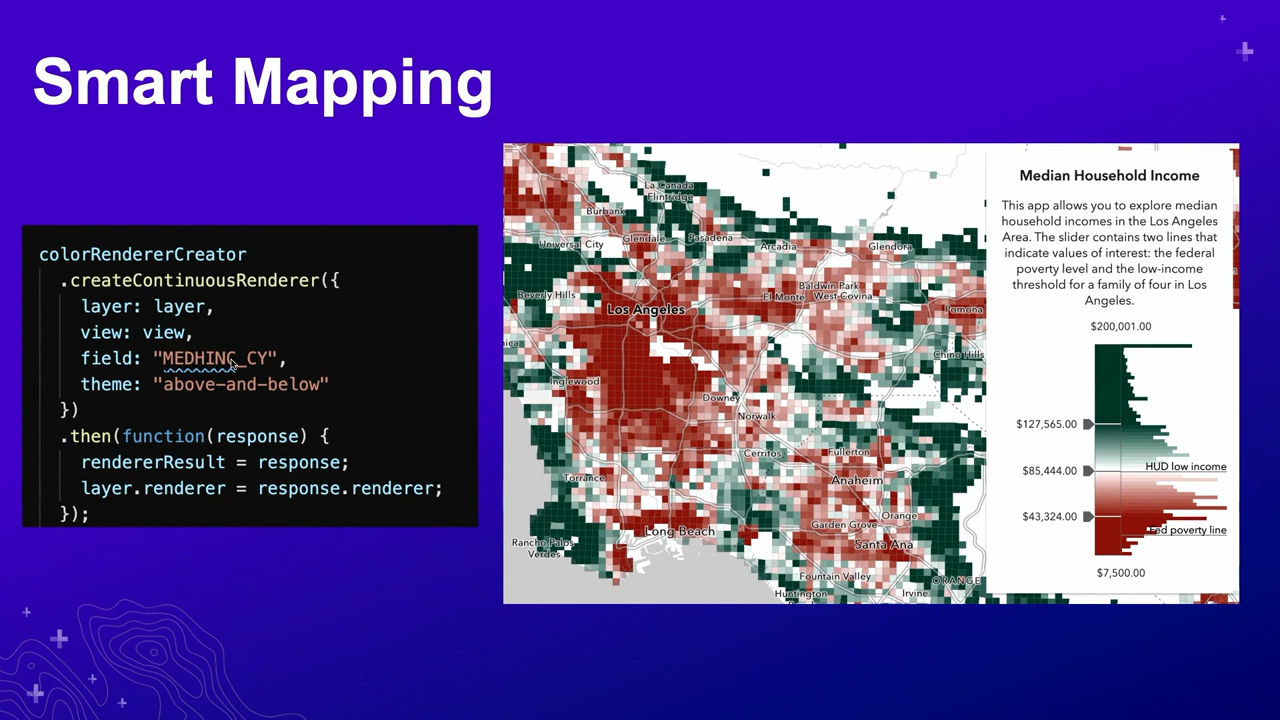 Smart Mapping
colorRendererCreator
.createContinuousRenderer({
layer: layer,
view: view,
field: "MEDHINC_CY",
theme: "above-and-below"
})
.then(function(response) {
rendererResult = response;
layer.renderer = response.renderer;
});
La Canada
Flintridge
Burbank
Universal City
Glendale
Pasadena
Arcadia
Glendora
Beverly Hills
Baldwin Park
El Monte
West Covina
Los Angeles
Pomona
Chino Hills
Inglewood
Downey
Norwalk
Cerritos
Fullerton
Torrance
Anaheim
Orange
Garden Grove
Long Beach
Santa Ana
Rancho Palos
Verdes
Fountain Valley
ORANGE
Huntington
Irvine
Median Household Income
This app allows you to explore median
household incomes in the Los Angeles
Area. The slider contains two lines that
indicate values of interest: the federal
poverty level and the low-income
threshold for a family of four in Los
Angeles.
$200,001.00
$127,565.00
HUD low income
$85,444.00
$43,324.00
Fed poverty line
$7,500.00